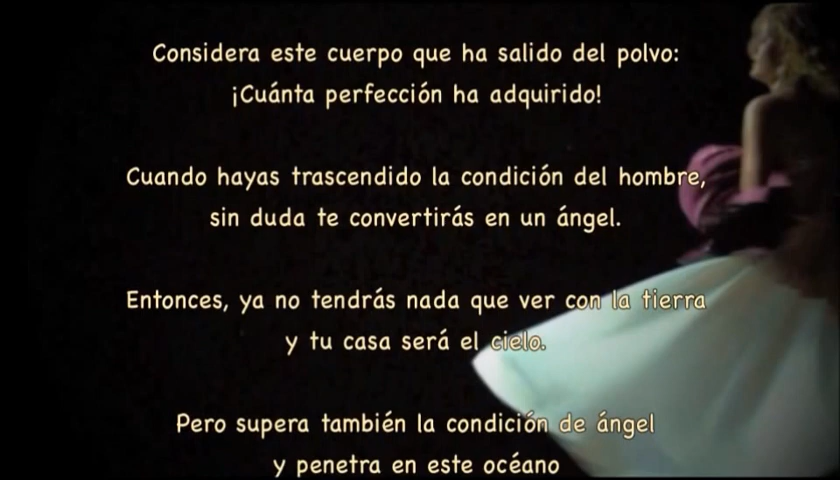 Considera este cuerpo que ha salido del polvo:
¡Cuánta perfección ha adquirido!
Cuando hayas trascendido la condición del hombre,
sin duda te convertirás en un ángel.
Entonces, ya no tendrás nada que ver con la tierra
y tu casa será el cielo.
Pero supera también la condición de ángel
y penetra en este océano